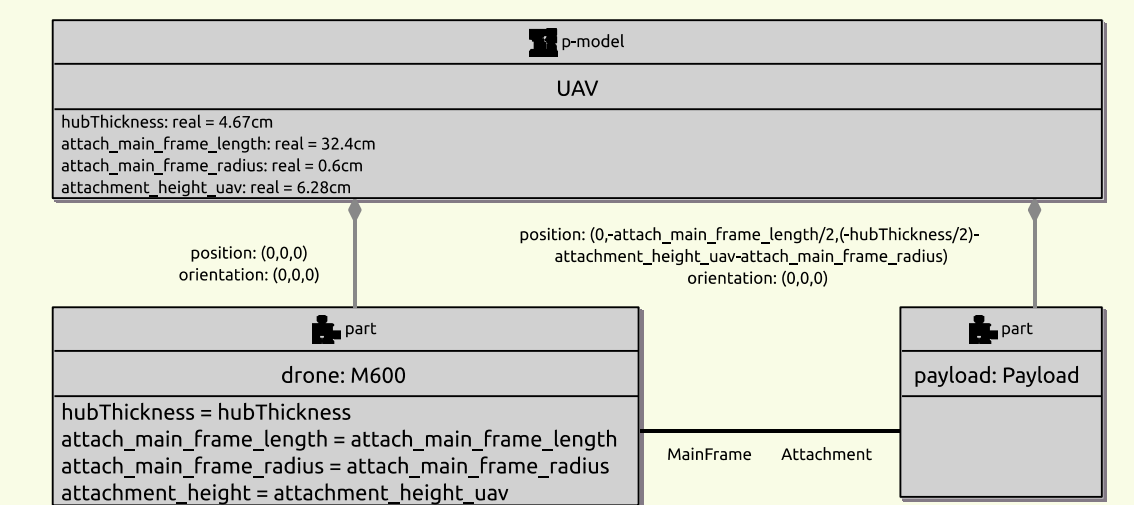 p-model
UAV
hubThickness: real = 4.67cm
attach_main_frame_length: real = 32.4cm
attach_main_frame_radius: real = 0.6cm
attachment_height_uav: real = 6.28cm
position: (0,0,0)
orientation: (0,0,0)
position: (0,-attach_main_frame_length/2,(-hubThickness/2)-
attachment_height_uav-attach_main_frame_radius)
orientation: (0,0,0)
part
drone: M600
hubThickness = hubThickness
attach_main_frame_length = attach_main_frame_length
attach_main_frame_radius = attach_main_frame_radius
attachment_height = attachment_height_uav
MainFrame
Attachment
part
payload: Payload